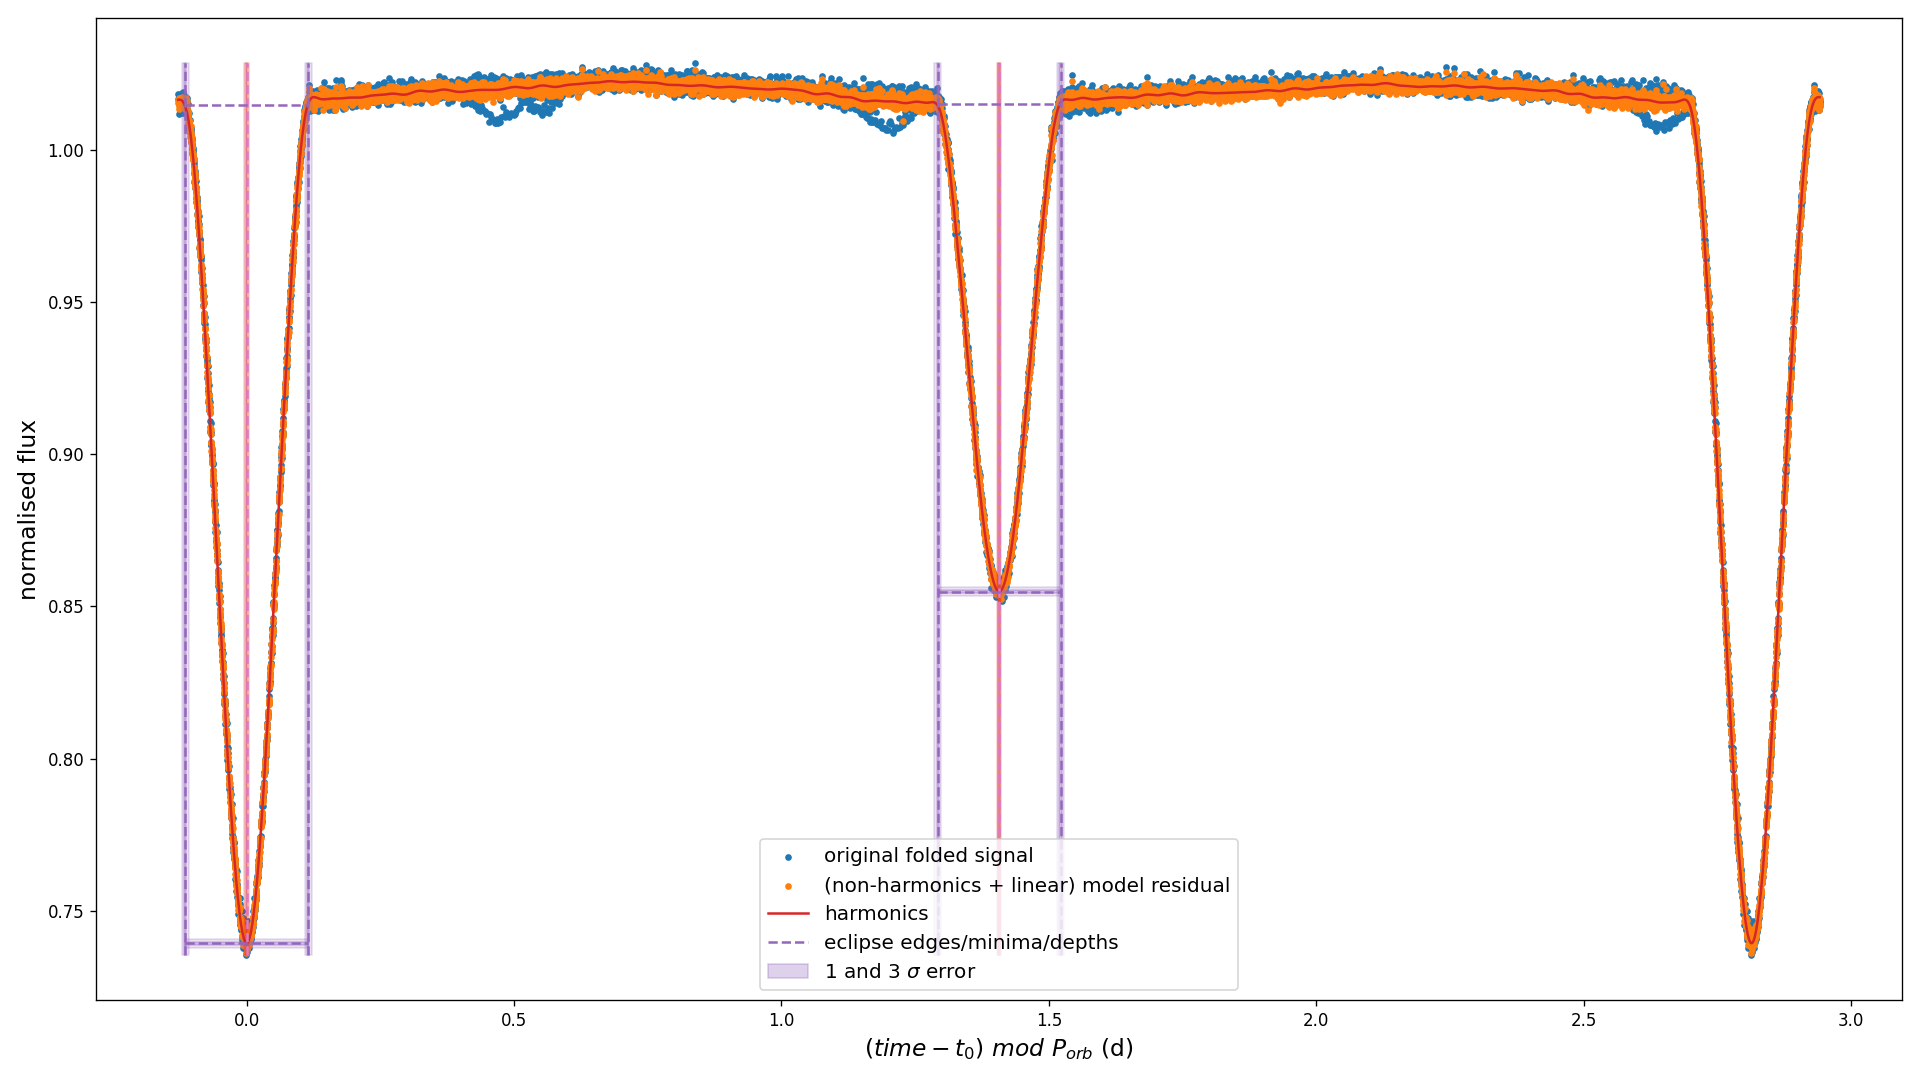 normalised flux
1.00
0.95
0.90
0.85
0.80
0.75
original folded signal
(non-harmonics + linear) model residual
harmonics
eclipse edges/minima/depths
1 and 3 σ error
0.0 0.5 1.0 1.5 2.0 2.5 3.0
(time − t₀) mod Pₒᵣb (d)